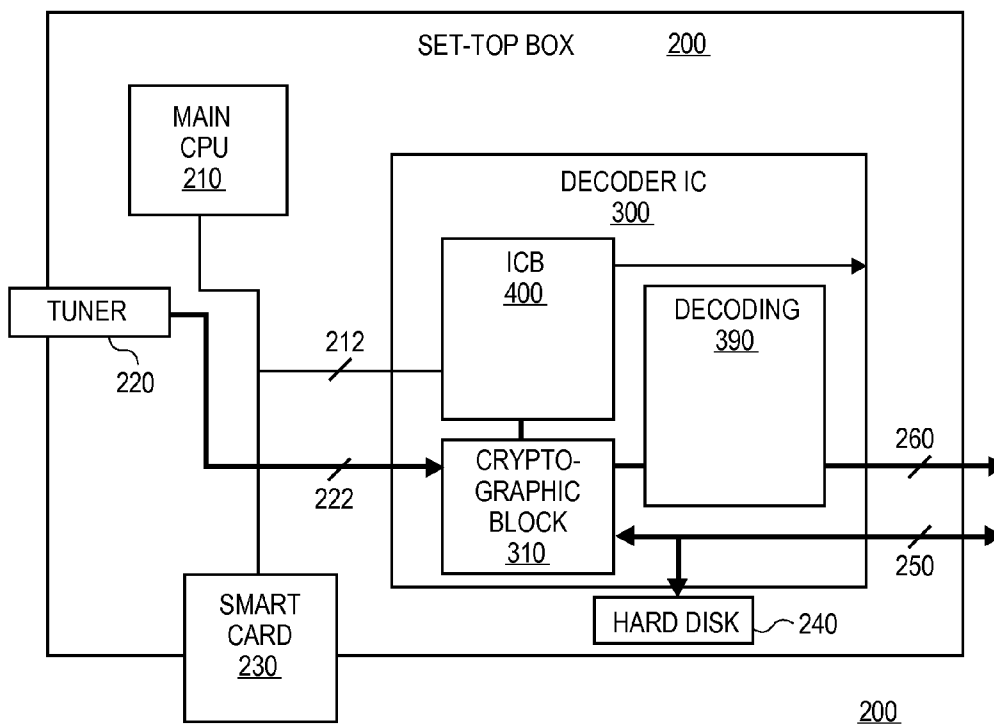 SET-TOP BOX 200
MAIN
CPU
210
DECODER IC
300
ICB
400
TUNER
220
212
DECODING
390
222
CRYPTO-
GRAPHIC
BLOCK
310
260
250
SMART
CARD
230
HARD DISK
240
200